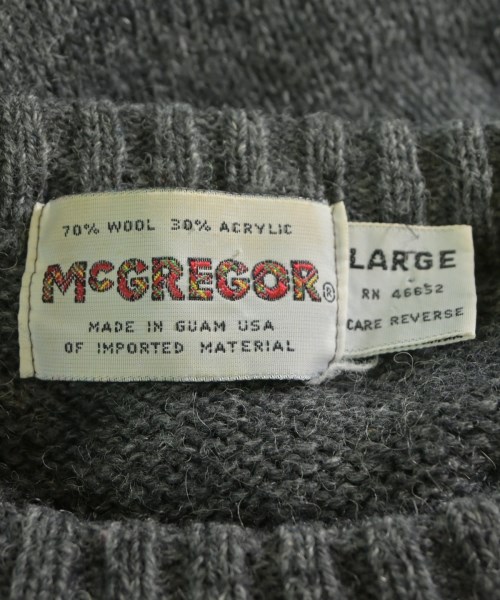 70% WOOL 30% ACRYLIC
McGREGOR®
MADE IN GUAM USA
OF IMPORTED MATERIAL
LARGE
RN 46652
CARE REVERSE